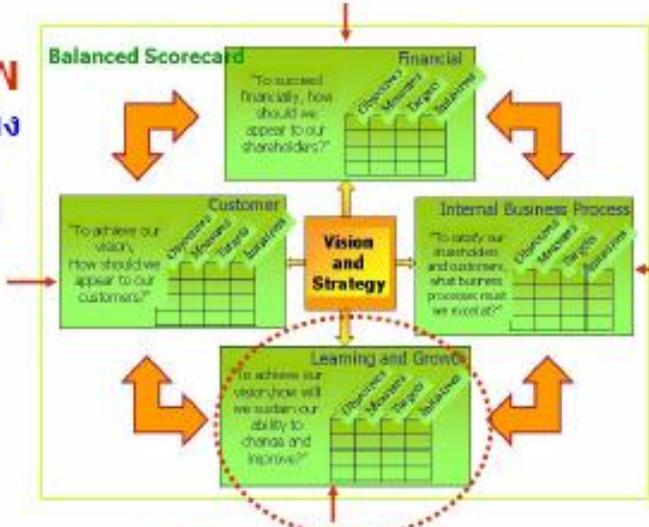 Balanced Scorecard
Financial
"To succeed
financially, how
should we
appear to our
shareholders?"
Objectives
Measures
Targets
Initiatives
Customer
"To achieve our
vision,
How should we
appear to our
customers?"
Objectives
Measures
Targets
Initiatives
Vision
and
Strategy
Internal Business Process
"To satisfy our
shareholders
and customers,
what business
processes must
we excel at?"
Objectives
Measures
Targets
Initiatives
Learning and Growth
"To achieve our
vision, how will
we sustain our
ability to
change and
improve?"
Objectives
Measures
Targets
Initiatives